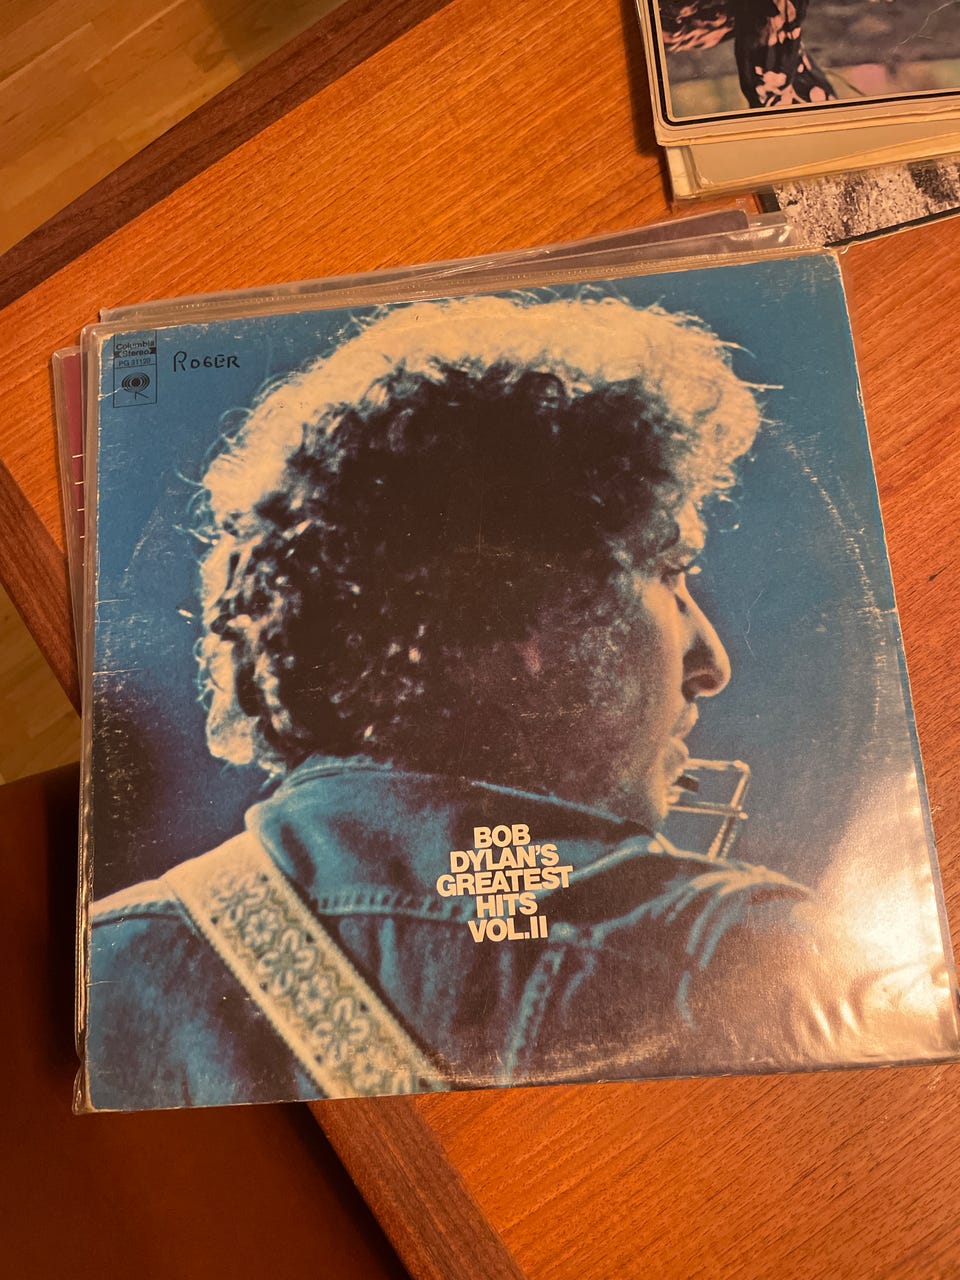 Columbia
Stereo
PG 31120
ROGER
BOB
DYLAN'S
GREATEST
HITS
VOL.II